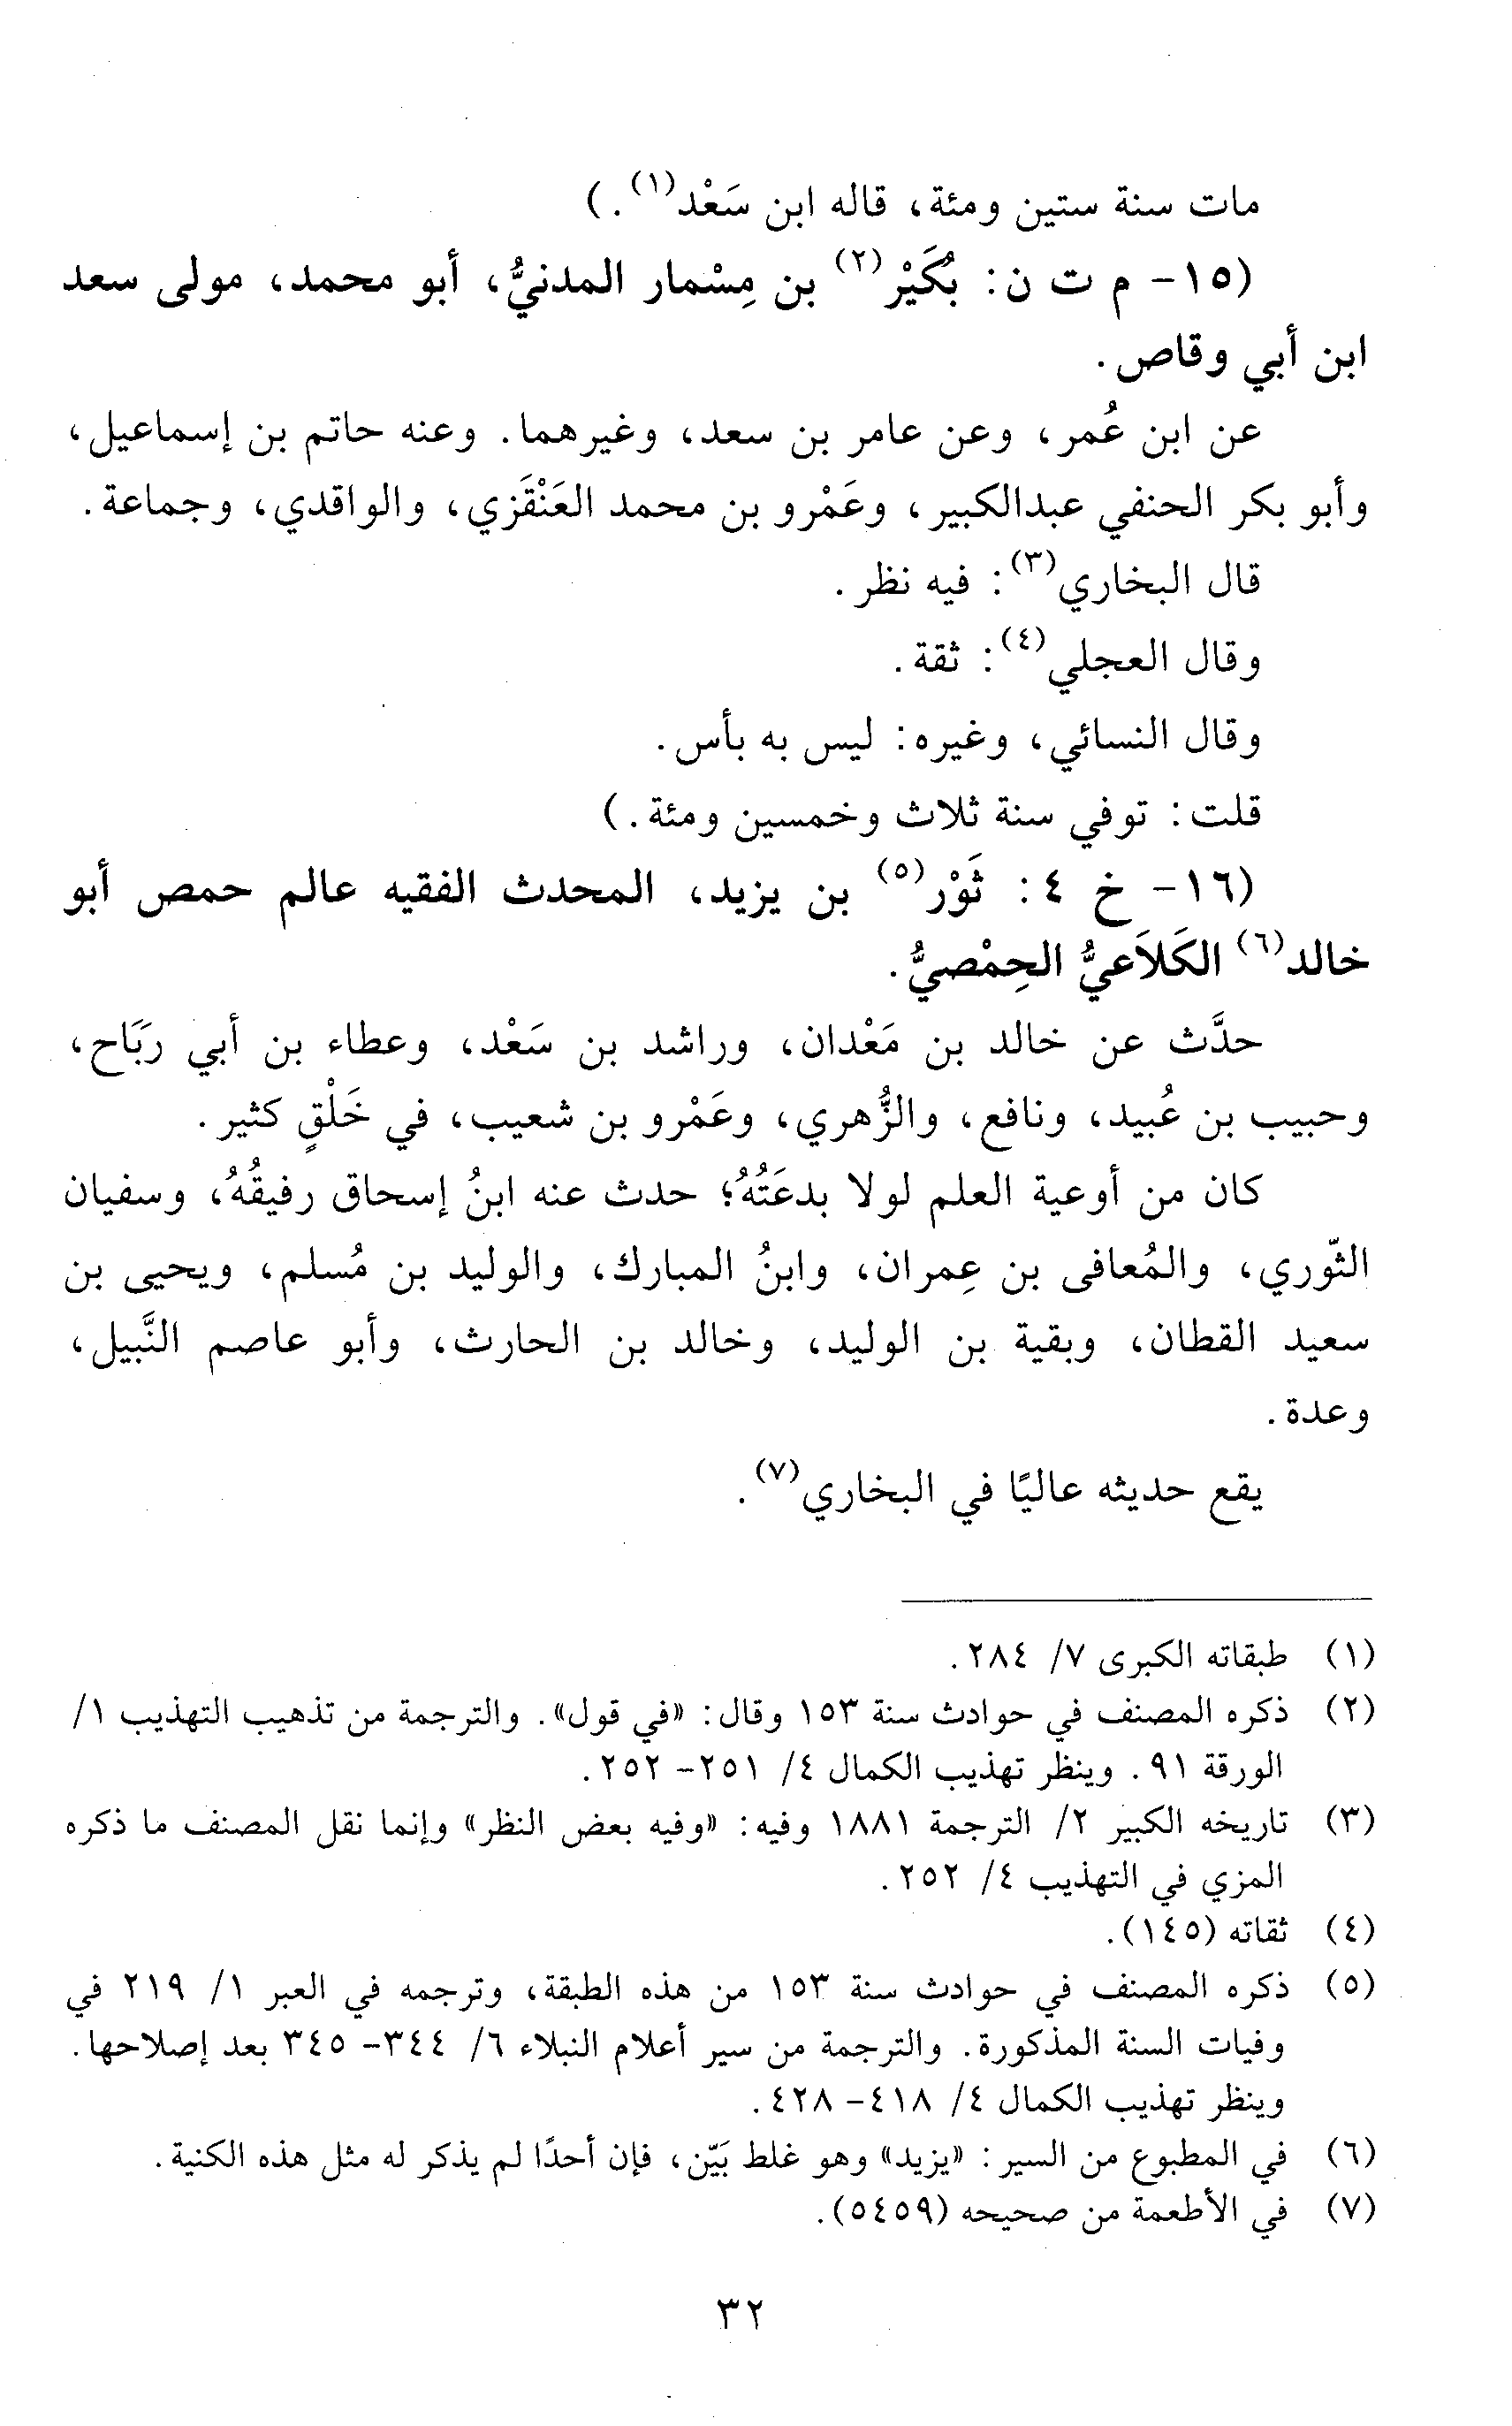 مات سنة ستين ومئة، قاله ابن سَعْد(١).)
(١٥- م ت ن: بُكَيْر(٢) بن مِسْمار المدنيُّ، أبو محمد، مولى سعد
ابن أبي وقاص.
عن ابن عُمر، وعن عامر بن سعد، وغيرهما. وعنه حاتم بن إسماعيل،
وأبو بكر الحنفي عبدالكبير، وعَمْرو بن محمد العَنْقَزي، والواقدي، وجماعة.
قال البخاري(٣): فيه نظر.
وقال العجلي(٤): ثقة.
وقال النسائي، وغيره: ليس به بأس.
قلت: توفي سنة ثلاث وخمسين ومئة.)
(١٦- خ ٤: ثَوْر(٥) بن يزيد، المحدث الفقيه عالم حمص أبو
خالد(٦) الكَلاَعيُّ الحِمْصيُّ.
حدَّث عن خالد بن مَعْدان، وراشد بن سَعْد، وعطاء بن أبي رَبَاح،
وحبيب بن عُبيد، ونافع، والزُّهري، وعَمْرو بن شعيب، في خَلْقٍ كثير.
كان من أوعية العلم لولا بدعَتُهُ؛ حدث عنه ابنُ إسحاق رفيقُهُ، وسفيان
الثّوري، والمُعافى بن عِمران، وابنُ المبارك، والوليد بن مُسلم، ويحيى بن
سعيد القطان، وبقية بن الوليد، وخالد بن الحارث، وأبو عاصم النَّبيل،
وعدة.
يقع حديثه عاليًا في البخاري(٧).
(١) طبقاته الكبرى ٧/ ٢٨٤.
(٢) ذكره المصنف في حوادث سنة ١٥٣ وقال: «في قول». والترجمة من تذهيب التهذيب ١/
الورقة ٩١. وينظر تهذيب الكمال ٤/ ٢٥١- ٢٥٢.
(٣) تاريخه الكبير ٢/ الترجمة ١٨٨١ وفيه: «وفيه بعض النظر» وإنما نقل المصنف ما ذكره
المزي في التهذيب ٤/ ٢٥٢.
(٤) ثقاته (١٤٥).
(٥) ذكره المصنف في حوادث سنة ١٥٣ من هذه الطبقة، وترجمه في العبر ١/ ٢١٩ في
وفيات السنة المذكورة. والترجمة من سير أعلام النبلاء ٦/ ٣٤٤- ٣٤٥ بعد إصلاحها.
وينظر تهذيب الكمال ٤/ ٤١٨- ٤٢٨.
(٦) في المطبوع من السير: «يزيد» وهو غلط بَيّن، فإن أحدًا لم يذكر له مثل هذه الكنية.
(٧) في الأطعمة من صحيحه (٥٤٥٩).
٣٢